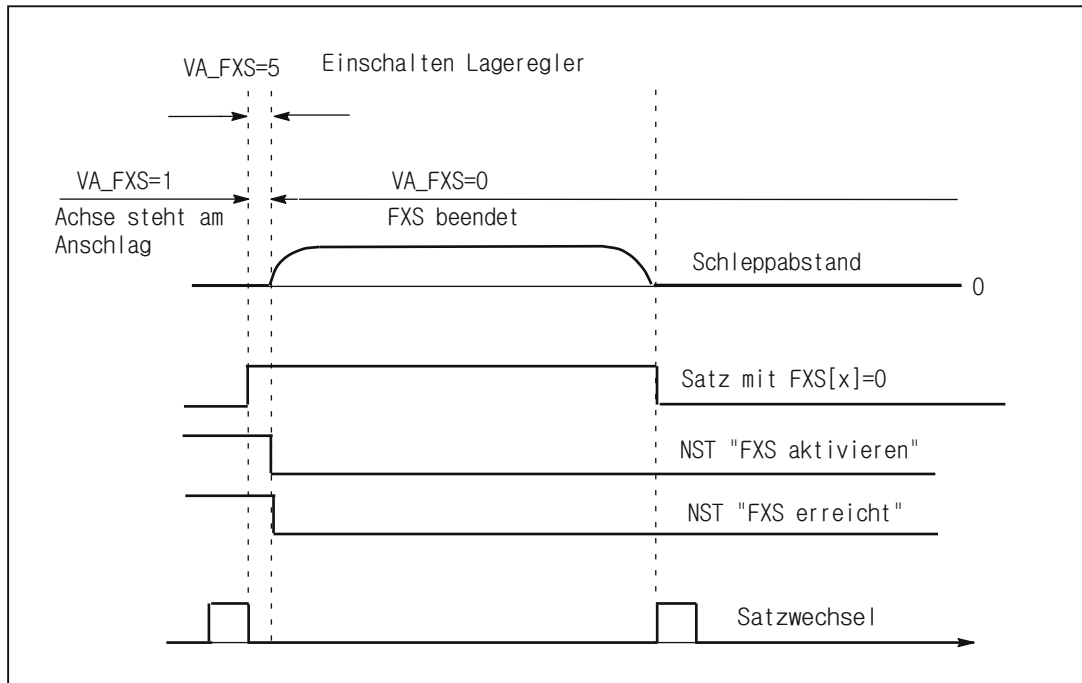 VA_FXS=5
Einschalten Lageregler
VA_FXS=1
VA_FXS=0
Achse steht am
Anschlag
FXS beendet
Schleppabstand
0
Satz mit FXS[x]=0
NST "FXS aktivieren"
NST "FXS erreicht"
Satzwechsel